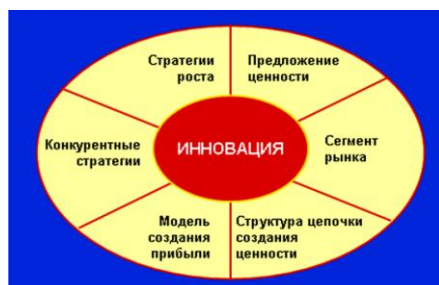 Стратегии
роста
Предложение
ценности
Конкурентные
стратегии
ИННОВАЦИЯ
Сегмент
рынка
Модель
создания
прибыли
Структура цепочки
создания
ценности